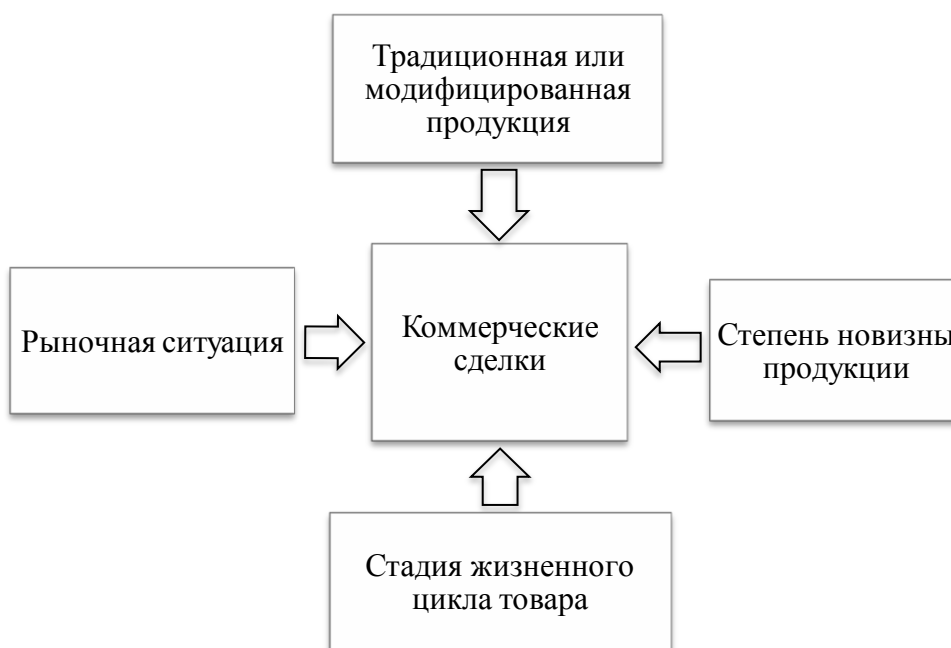 Традиционная или
модифицированная
продукция
Рыночная ситуация
Коммерческие
сделки
Степень новизны
продукции
Стадия жизненного
цикла товара